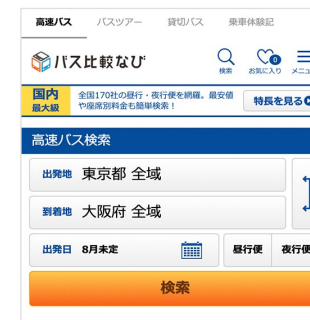 高速バス バスツアー 貸切バス 乗車体験記
バス比較なび
検索 お気に入り 0 メニュ
国内最大級
全国170社の昼行・夜行便を網羅。最安値
や座席別料金も簡単検索！
特長を見る
高速バス検索
出発地 東京都 全域
到着地 大阪府 全域
出発日 8月未定 昼行便 夜行便
検索